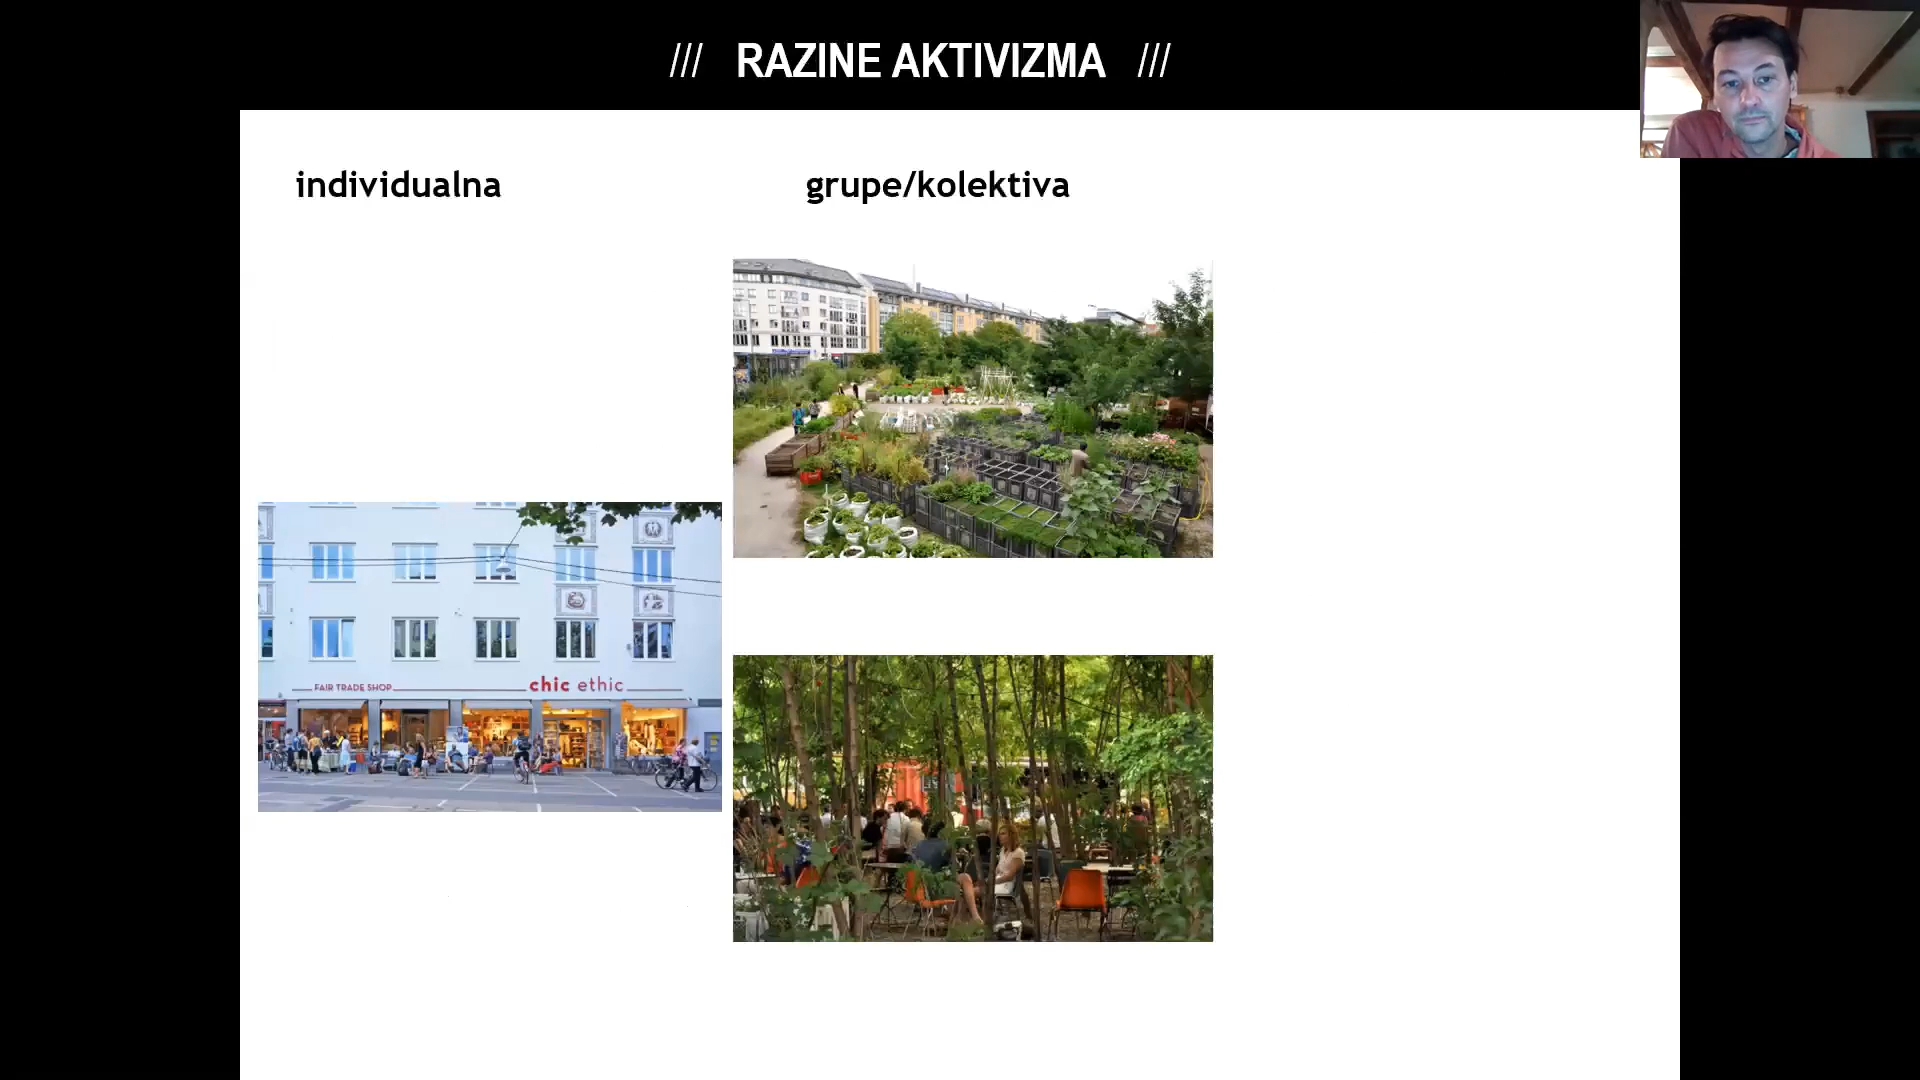 /// RAZINE AKTIVIZMA ///
individualna
grupe/kolektiva
FAIR TRADE SHOP
chic ethic